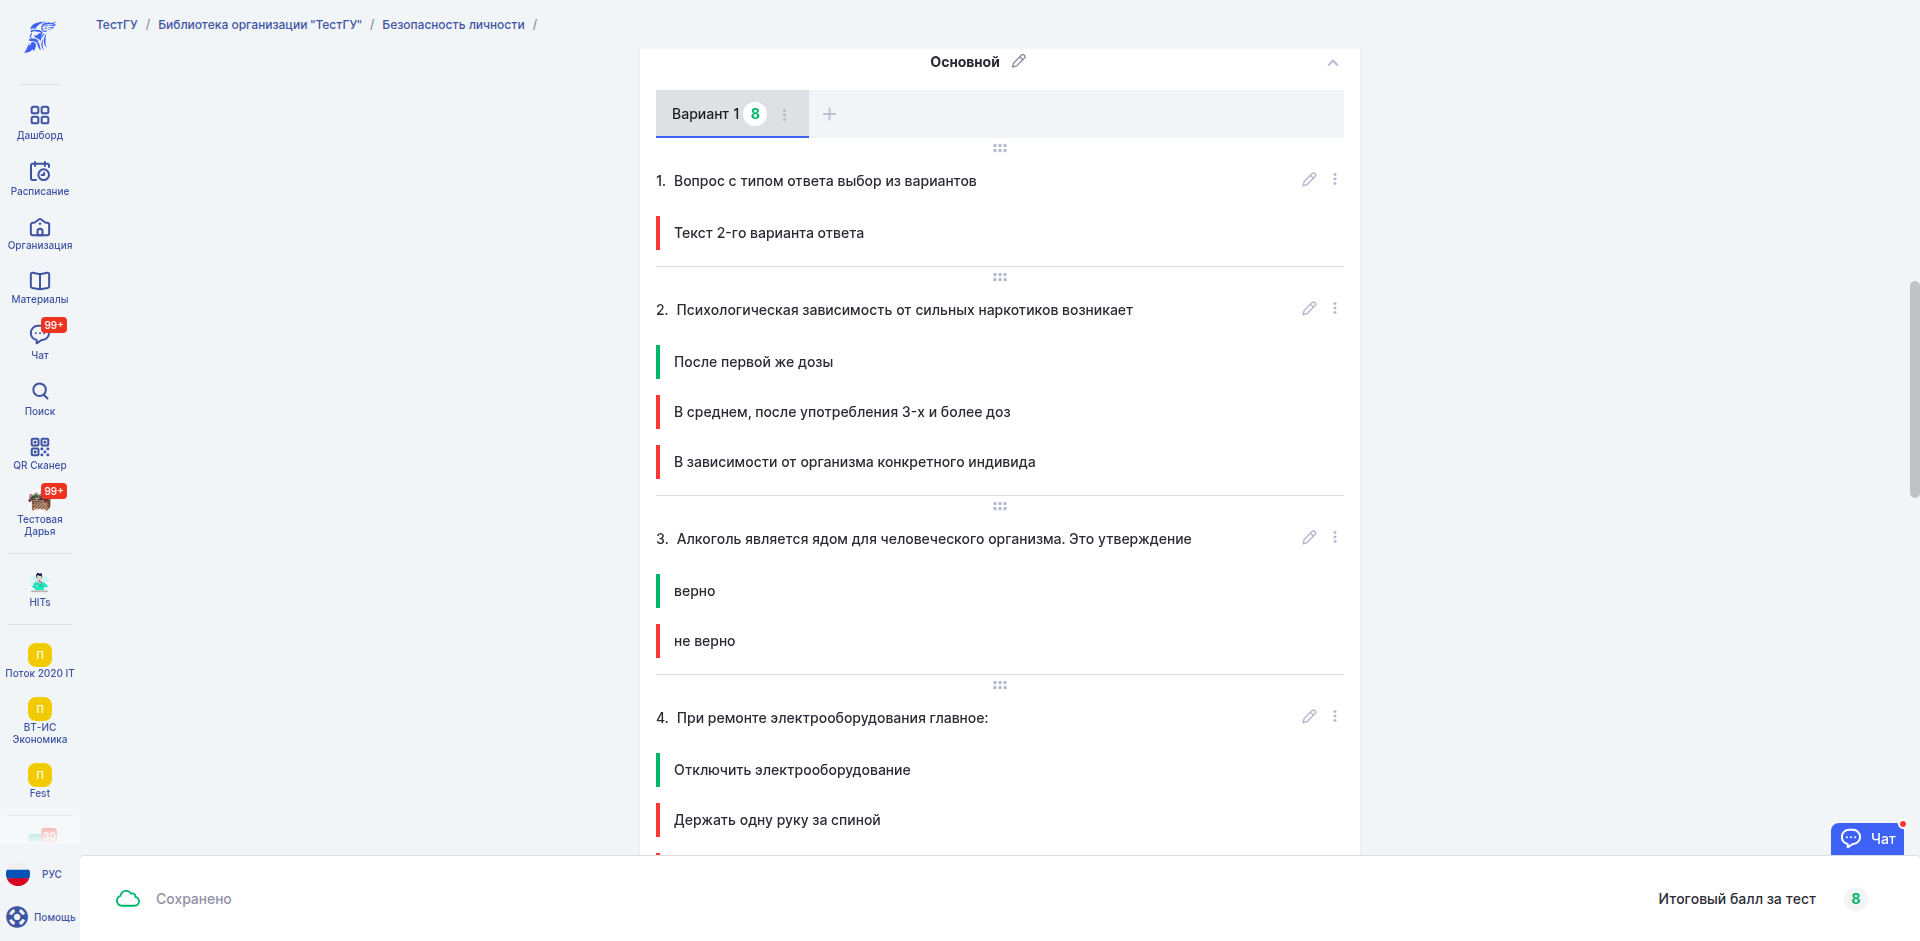 ТестГУ / Библиотека организации "ТестГУ" / Безопасность личности /
Дашборд
Расписание
Организация
Материалы
99+
Чат
Поиск
QR Сканер
99+
Тестовая
Дарья
HITs
П
Поток 2020 IT
П
ВТ-ИС
Экономика
П
Fest
30
РУС
Помощь
Основной
Вариант 1 8
1. Вопрос с типом ответа выбор из вариантов
Текст 2-го варианта ответа
2. Психологическая зависимость от сильных наркотиков возникает
После первой же дозы
В среднем, после употребления 3-х и более доз
В зависимости от организма конкретного индивида
3. Алкоголь является ядом для человеческого организма. Это утверждение
верно
не верно
4. При ремонте электрооборудования главное:
Отключить электрооборудование
Держать одну руку за спиной
Чат
Сохранено
Итоговый балл за тест 8